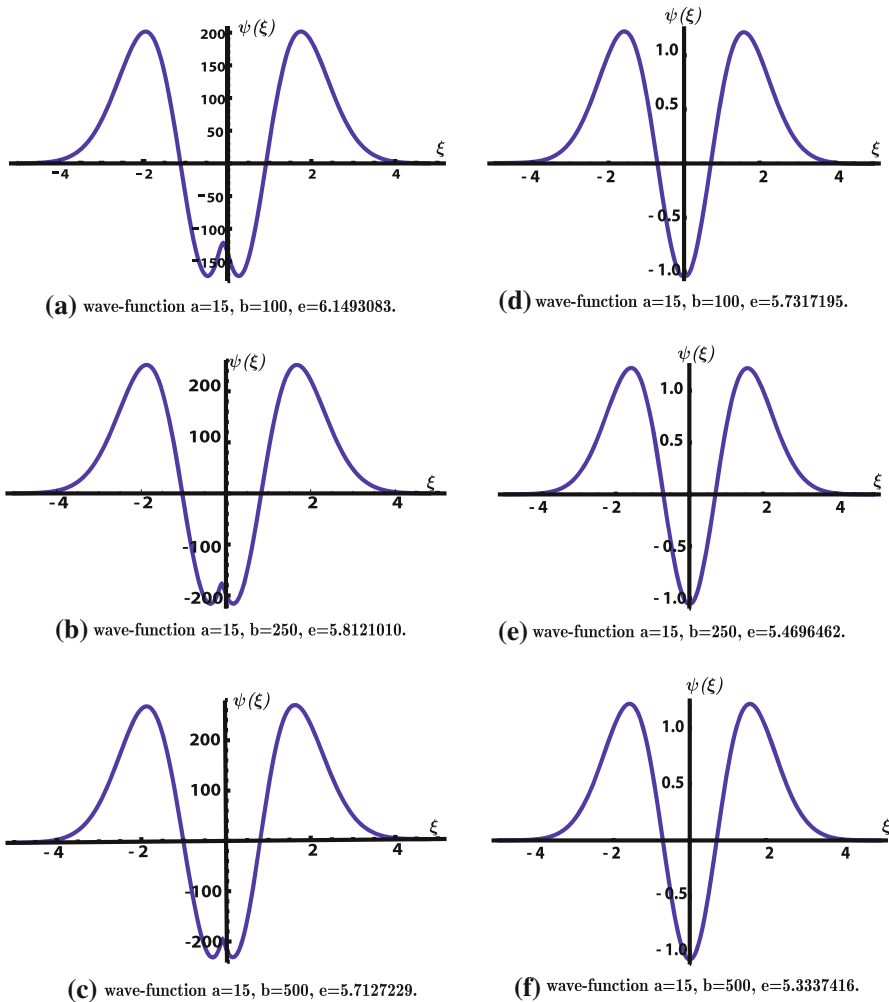 ψ(ξ)
200
150
100
50
-50
-100
-150
-4
-2
2
4
ξ
(a) wave-function a=15, b=100, e=6.1493083.
ψ(ξ)
1.0
0.5
-0.5
-1.0
-4
-2
2
4
ξ
(d) wave-function a=15, b=100, e=5.7317195.
ψ(ξ)
200
100
-100
-200
-4
-2
2
4
ξ
(b) wave-function a=15, b=250, e=5.8121010.
ψ(ξ)
1.0
0.5
-0.5
-1.0
-4
-2
2
4
ξ
(e) wave-function a=15, b=250, e=5.4696462.
ψ(ξ)
200
100
-100
-200
-4
-2
2
4
ξ
(c) wave-function a=15, b=500, e=5.7127229.
ψ(ξ)
1.0
0.5
-0.5
-1.0
-4
-2
2
4
ξ
(f) wave-function a=15, b=500, e=5.3337416.